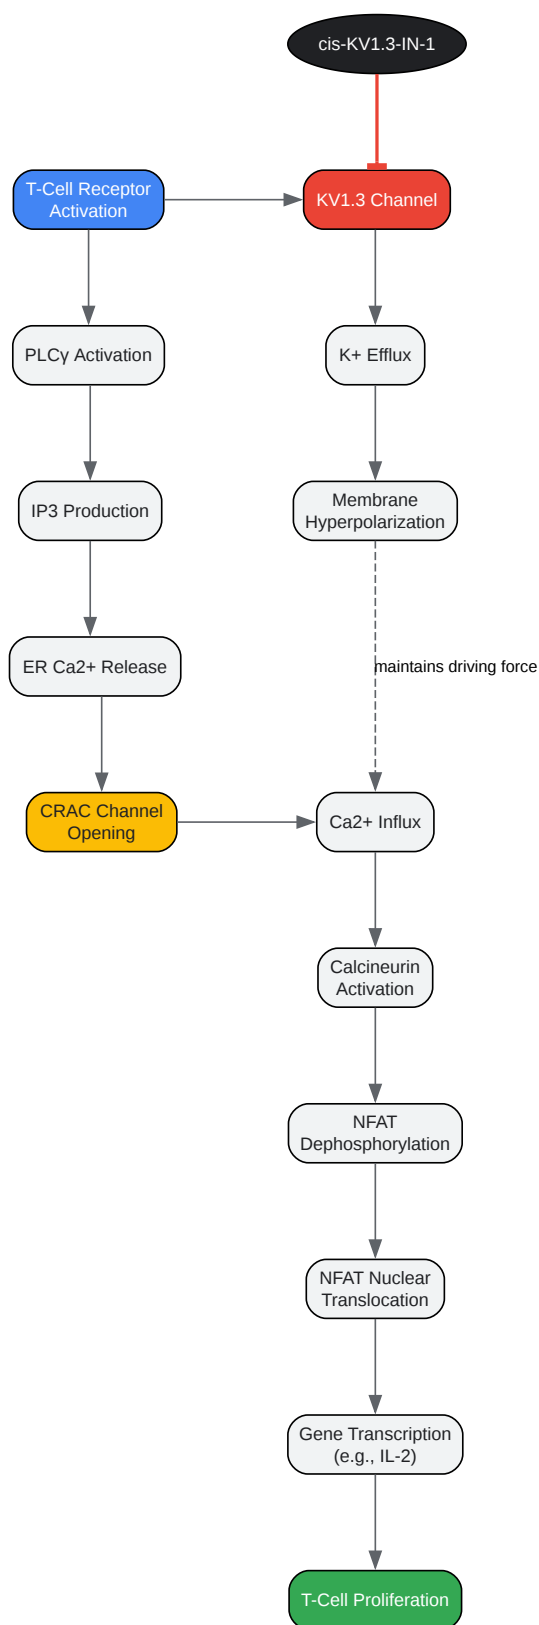 cis-KV1.3-IN-1
T-Cell Receptor
Activation
KV1.3 Channel
PLCγ Activation
K+ Efflux
IP3 Production
Membrane
Hyperpolarization
ER Ca2+ Release
maintains driving force
CRAC Channel
Opening
Ca2+ Influx
Calcineurin
Activation
NFAT
Dephosphorylation
NFAT Nuclear
Translocation
Gene Transcription
(e.g., IL-2)
T-Cell Proliferation